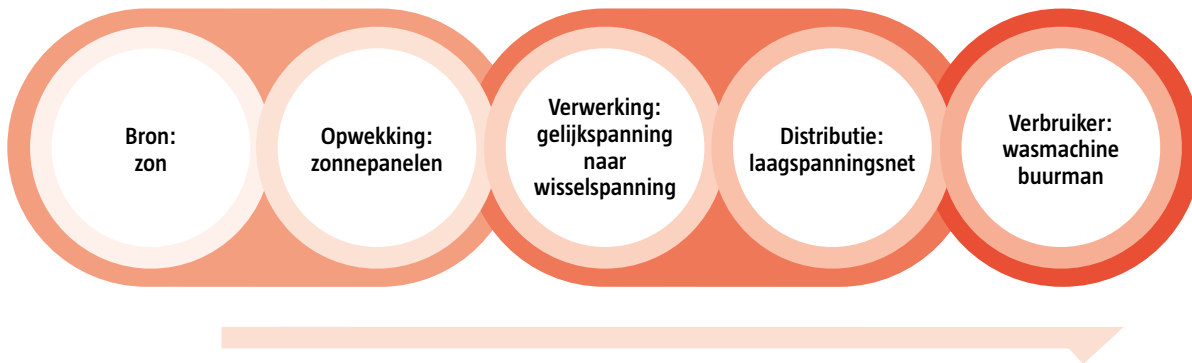 Bron:
zon
Opwekking:
zonnepanelen
Verwerking:
gelijkspanning
naar
wisselspanning
Distributie:
laagspanningsnet
Verbruiker:
wasmachine
buurman